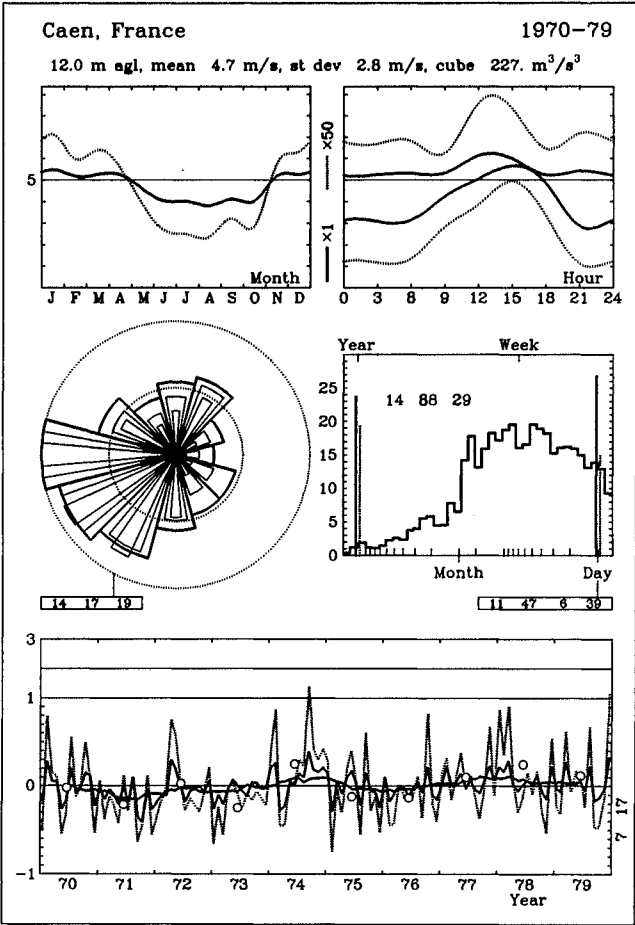 Caen, France 1970-79
12.0 m agl, mean 4.7 m/s, st dev 2.8 m/s, cube 227. m³/s³
5
×1 ×50
Month Hour
J F M A M J J A S O N D
0 3 6 9 12 15 18 21 24
Year Week
25
20
15
10
5
0
14 88 29
Month Day
14 17 19
11 47 6 39
3
1
0
-1
7 17
70 71 72 73 74 75 76 77 78 79
Year